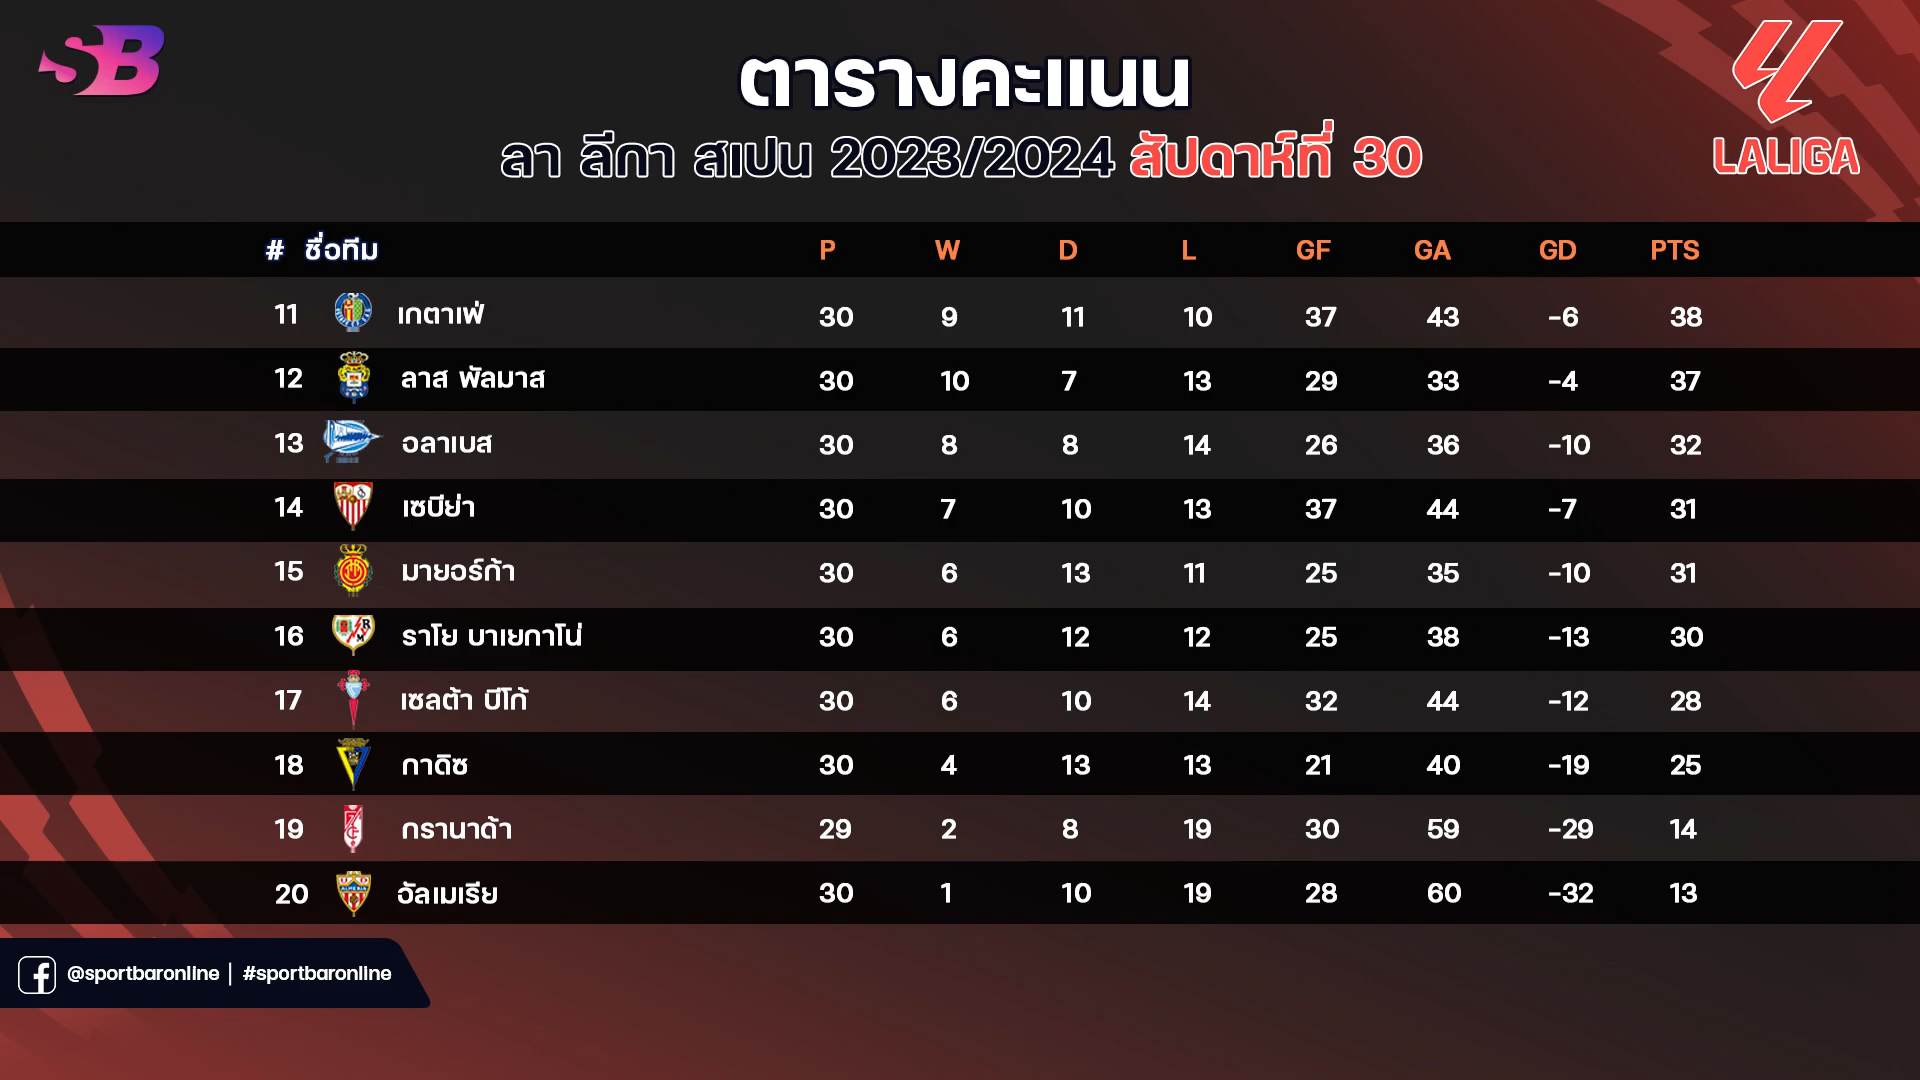 SB
ตารางคะแนน
ลา ลีกา สเปน 2023/2024 สัปดาห์ที่ 30
LALIGA
# ชื่อทีม P W D L GF GA GD PTS
11 เกตาเฟ่ 30 9 11 10 37 43 -6 38
12 ลาส พัลมาส 30 10 7 13 29 33 -4 37
13 อลาเบส 30 8 8 14 26 36 -10 32
14 เซบีย่า 30 7 10 13 37 44 -7 31
15 มายอร์ก้า 30 6 13 11 25 35 -10 31
16 ราโย บาเยกาโน่ 30 6 12 12 25 38 -13 30
17 เซลต้า บีโก้ 30 6 10 14 32 44 -12 28
18 กาดิซ 30 4 13 13 21 40 -19 25
19 กรานาด้า 29 2 8 19 30 59 -29 14
20 อัลเมเรีย 30 1 10 19 28 60 -32 13
@sportbaronline | #sportbaronline